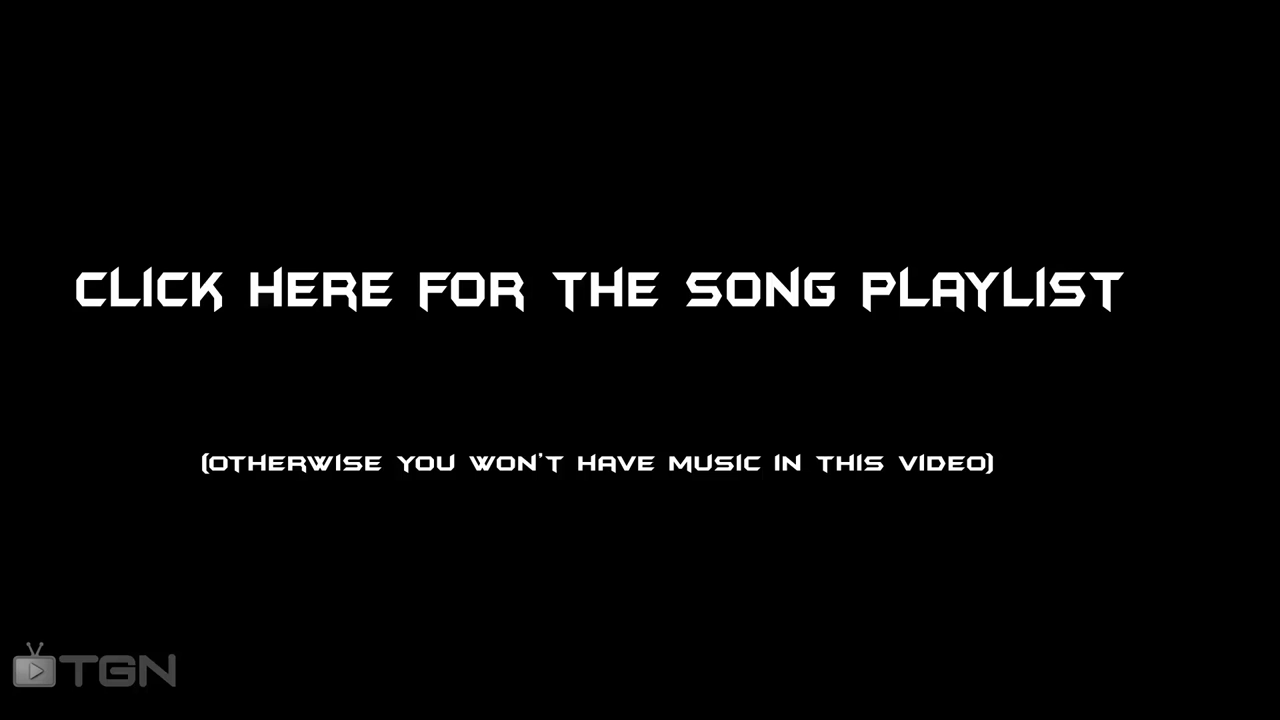 CLICK HERE FOR THE SONG PLAYLIST
(OTHERWISE YOU WON'T HAVE MUSIC IN THIS VIDEO)
TGN